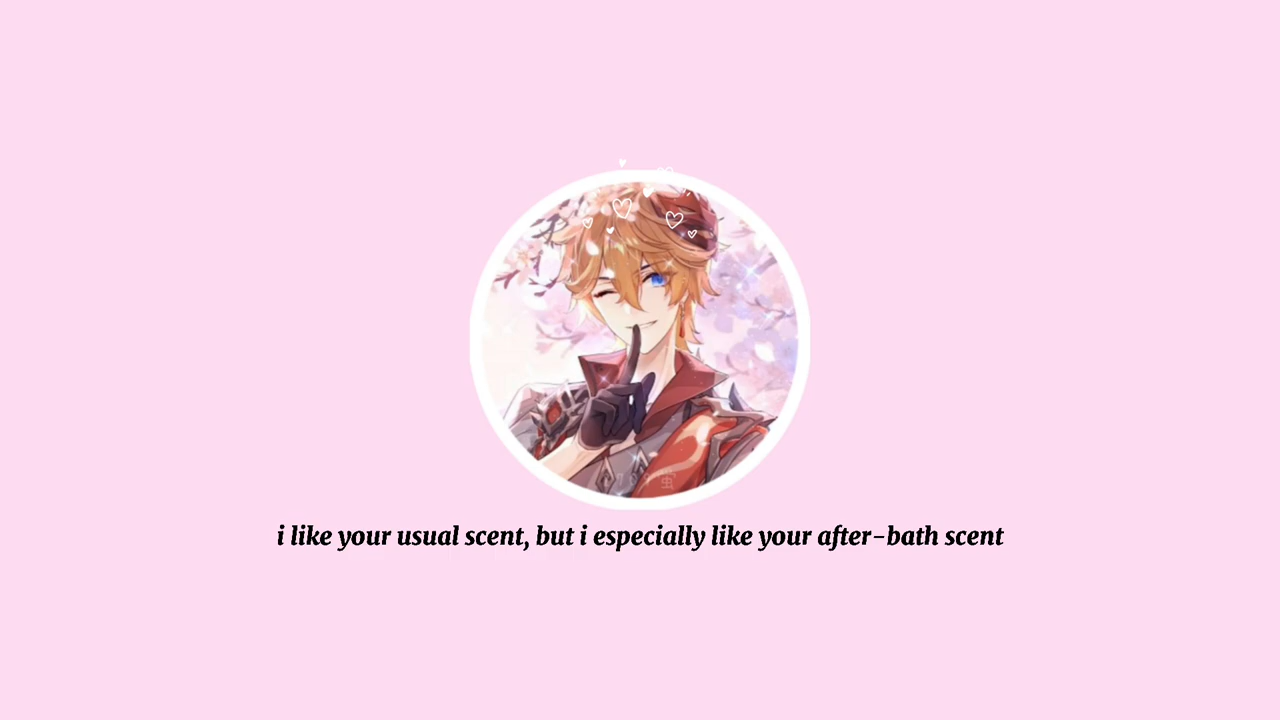 i like your usual scent, but i especially like your after-bath scent